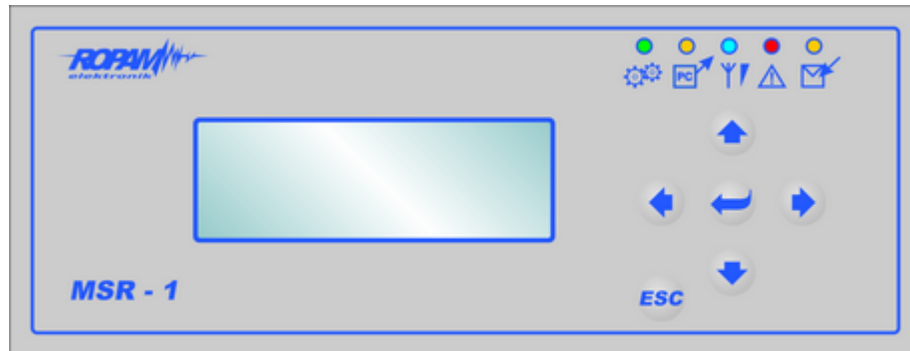 ROPAM
elektronik
PC
MSR - 1
ESC